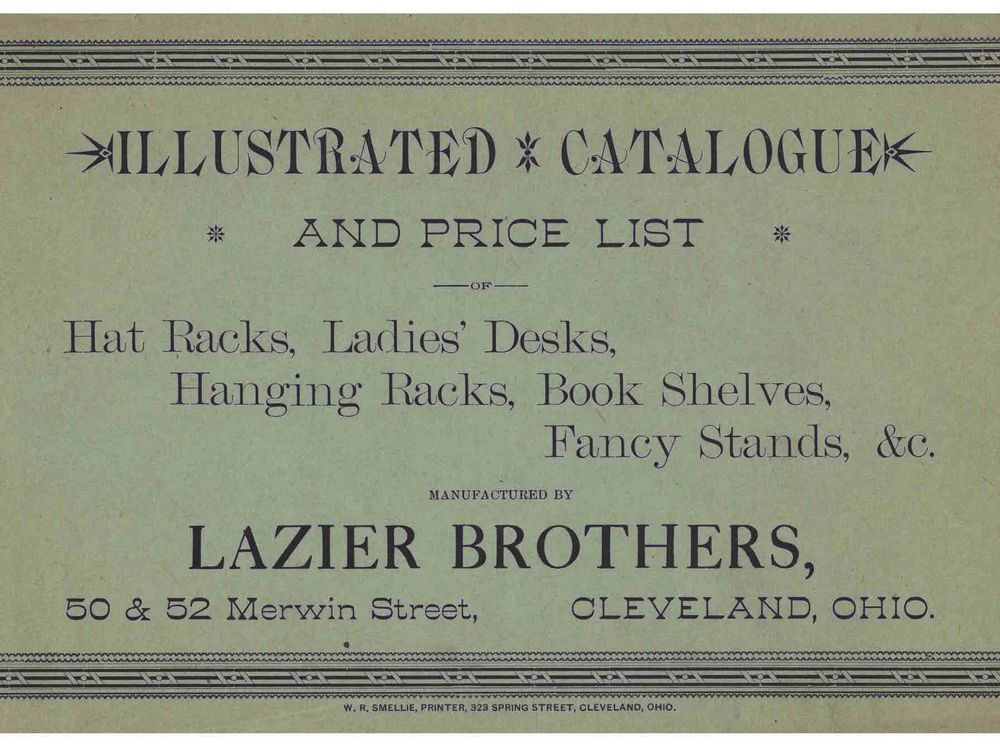 ILLUSTRATED CATALOGUE
AND PRICE LIST
OF
Hat Racks, Ladies' Desks,
Hanging Racks, Book Shelves,
Fancy Stands, &c.
MANUFACTURED BY
LAZIER BROTHERS,
50 & 52 Merwin Street, CLEVELAND, OHIO.
W. R. SMELLIE, PRINTER, 323 SPRING STREET, CLEVELAND, OHIO.